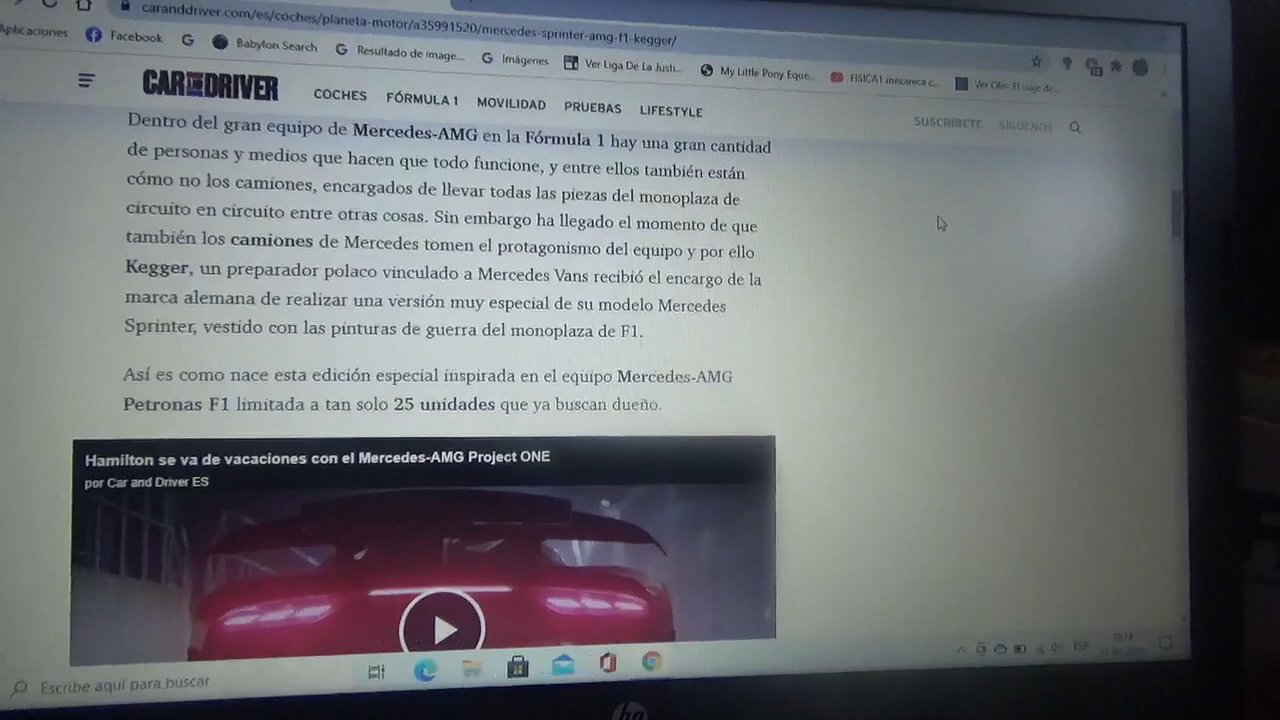 caranddriver.com/es/coches/planeta-motor/a35991520/mercedes-sprinter-amg-f1-kegger/
Aplicaciones Facebook Babylon Search Resultado de image... Imágenes Ver Liga De La Justi... My Little Pony Eque... FISICA1 mecanica c... Ver Olé: El viaje de...
CAR DRIVER COCHES FÓRMULA 1 MOVILIDAD PRUEBAS LIFESTYLE SUSCRÍBETE SÍGUENOS
Dentro del gran equipo de Mercedes-AMG en la Fórmula 1 hay una gran cantidad
de personas y medios que hacen que todo funcione, y entre ellos también están
cómo no los camiones, encargados de llevar todas las piezas del monoplaza de
circuito en circuito entre otras cosas. Sin embargo ha llegado el momento de que
también los camiones de Mercedes tomen el protagonismo del equipo y por ello
Kegger, un preparador polaco vinculado a Mercedes Vans recibió el encargo de la
marca alemana de realizar una versión muy especial de su modelo Mercedes
Sprinter, vestido con las pinturas de guerra del monoplaza de F1.
Así es como nace esta edición especial inspirada en el equipo Mercedes-AMG
Petronas F1 limitada a tan solo 25 unidades que ya buscan dueño.
Hamilton se va de vacaciones con el Mercedes-AMG Project ONE
por Car and Driver ES
Escribe aquí para buscar
ESP
hp